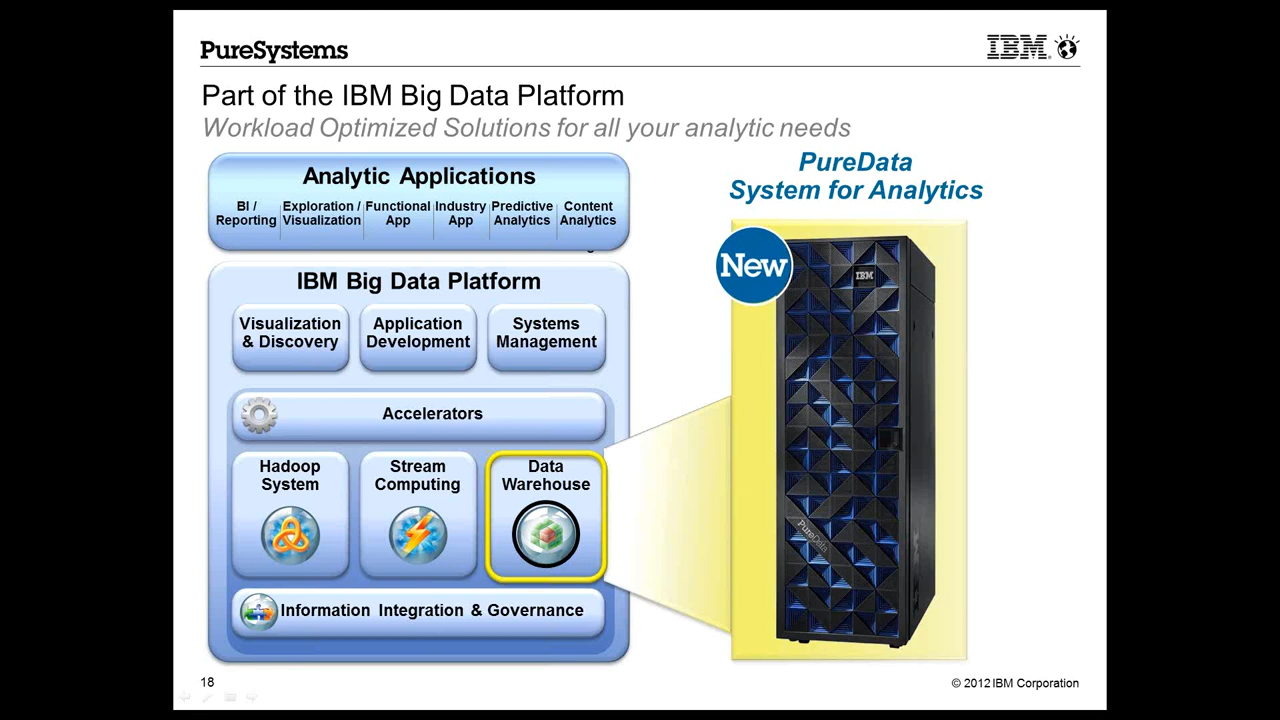 PureSystems
IBM
Part of the IBM Big Data Platform
Workload Optimized Solutions for all your analytic needs
Analytic Applications
BI /
Reporting
Exploration /
Visualization
Functional
App
Industry
App
Predictive
Analytics
Content
Analytics
IBM Big Data Platform
Visualization
& Discovery
Application
Development
Systems
Management
Accelerators
Hadoop
System
Stream
Computing
Data
Warehouse
Information Integration & Governance
PureData
System for Analytics
New
IBM
PureData
18
© 2012 IBM Corporation